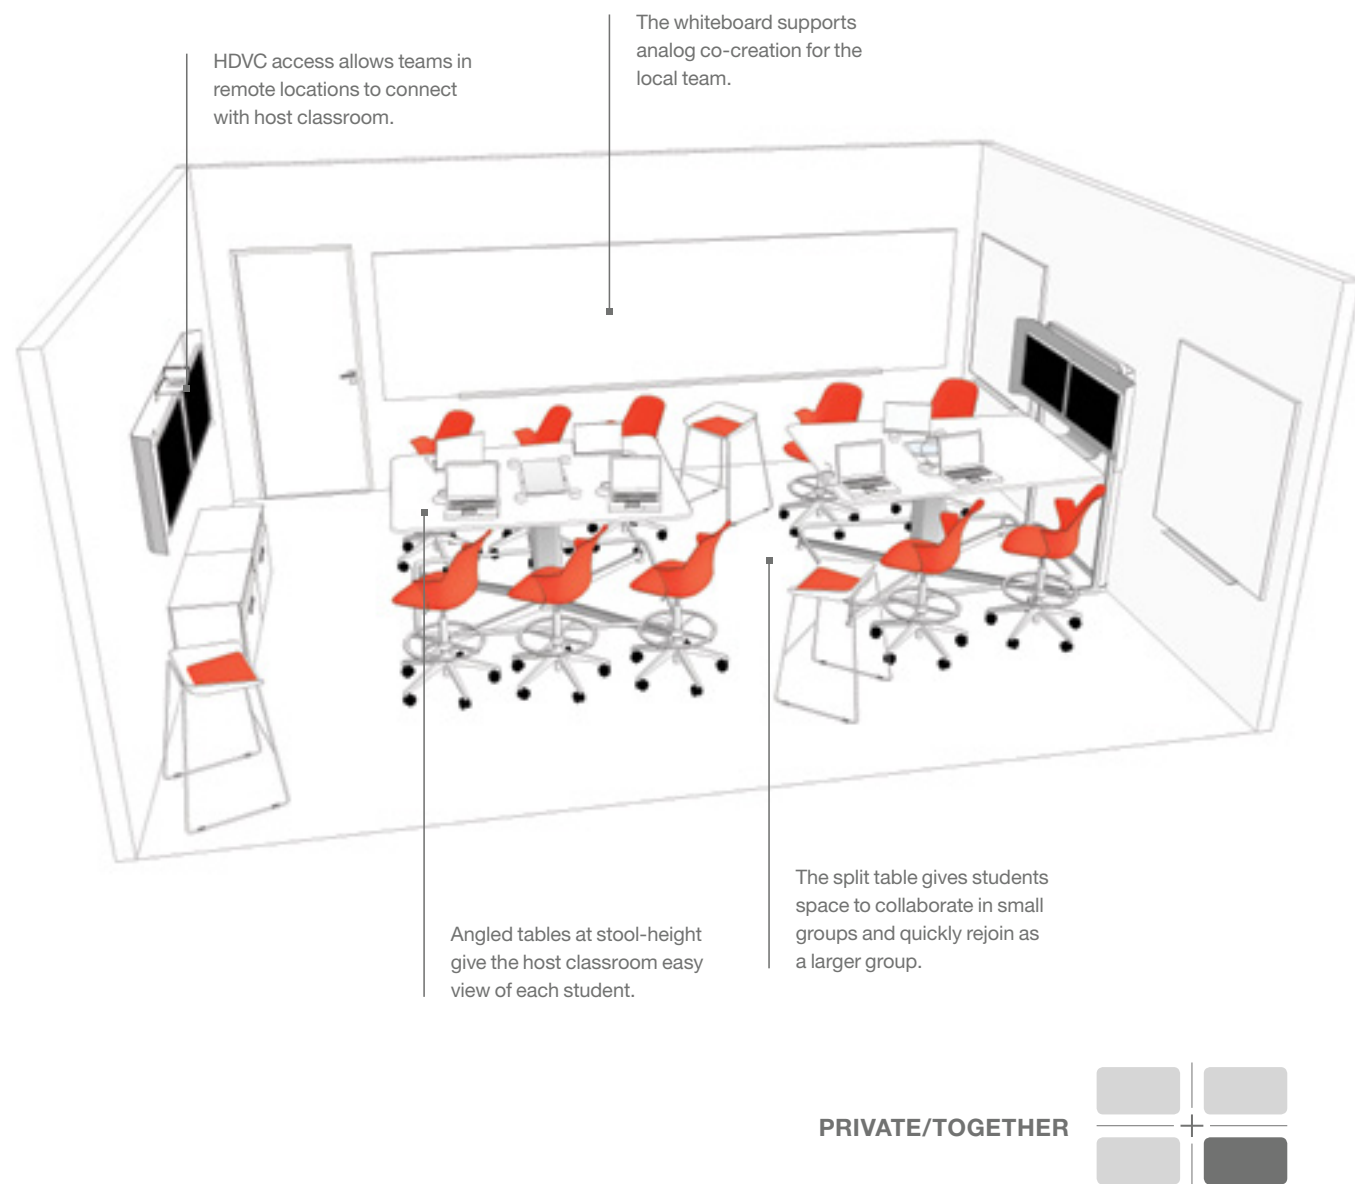 The whiteboard supports
analog co-creation for the
local team.
HDVC access allows teams in
remote locations to connect
with host classroom.
The split table gives students
space to collaborate in small
groups and quickly rejoin as
a larger group.
Angled tables at stool-height
give the host classroom easy
view of each student.
PRIVATE/TOGETHER